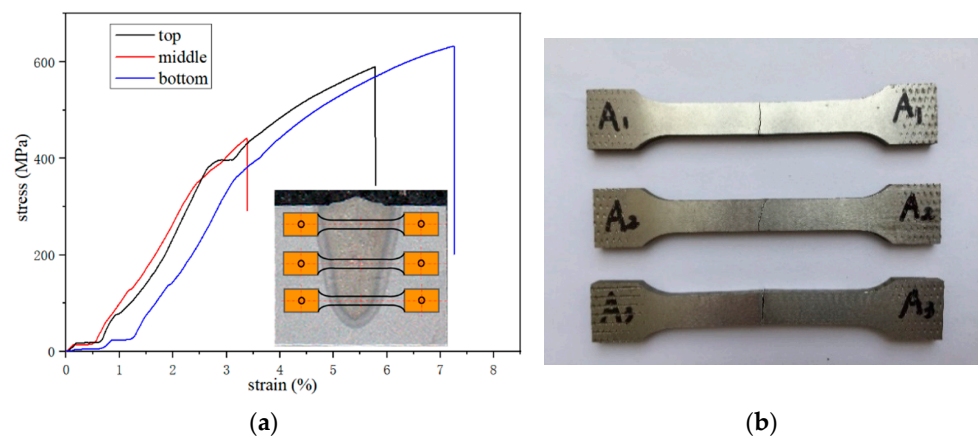 top
middle
bottom
600
400
200
0
stress (MPa)
0 1 2 3 4 5 6 7 8
strain (%)
A1 A1
A2 A2
A3 A3
(a) (b)